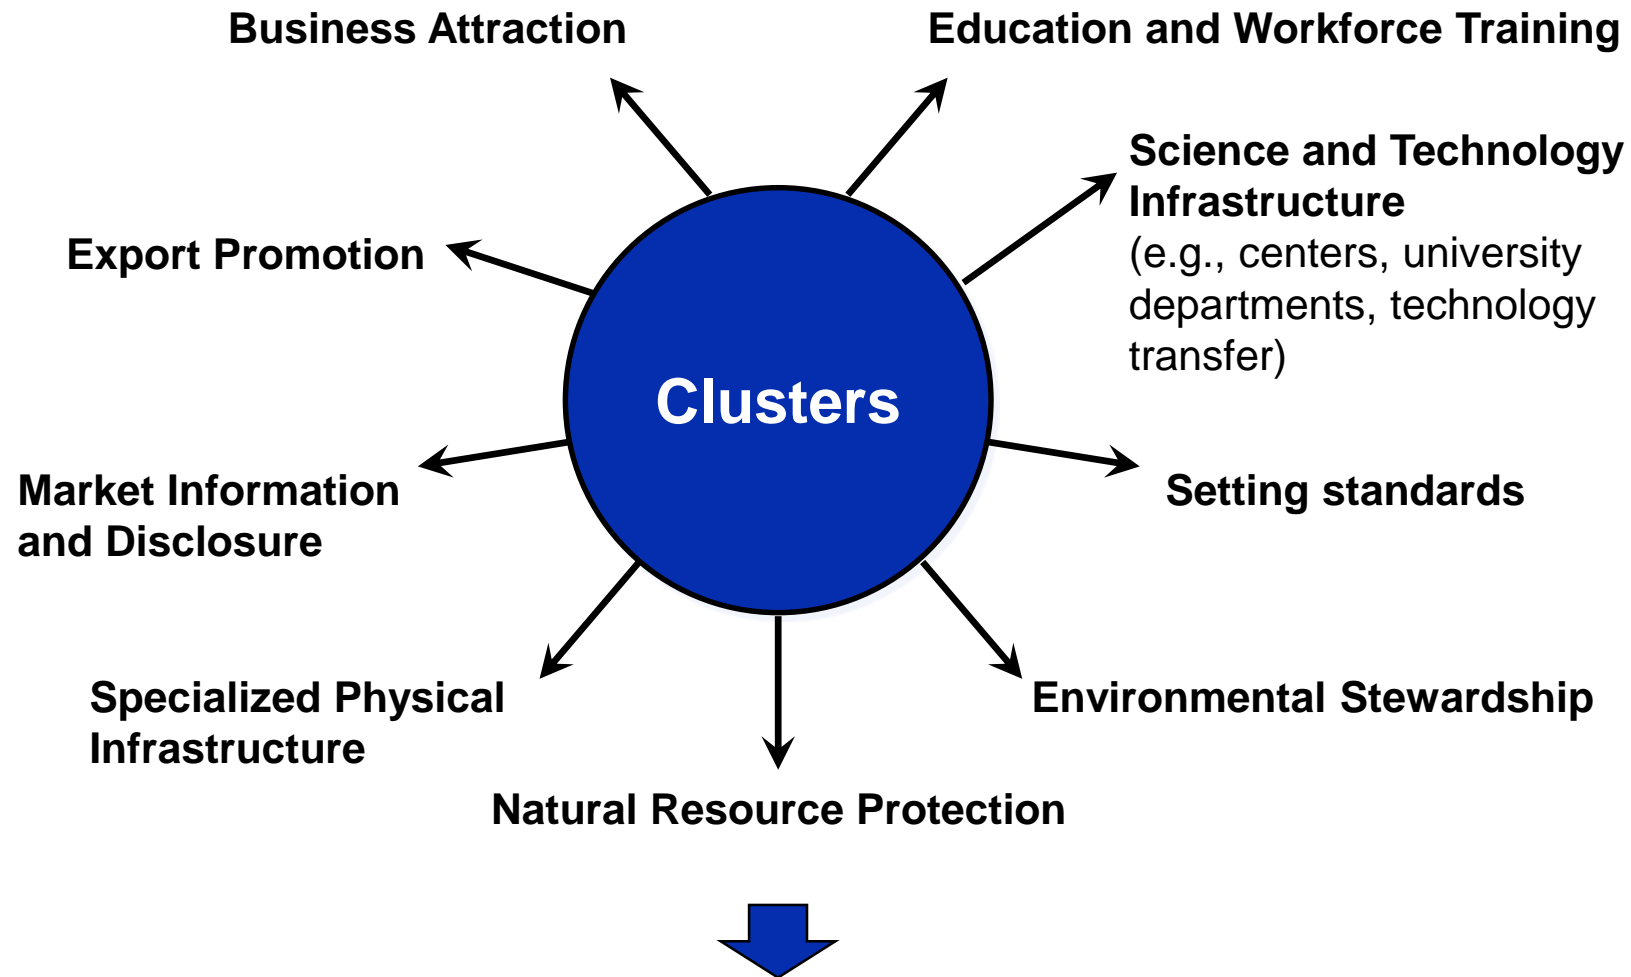 Business Attraction
Education and Workforce Training
Science and Technology
Infrastructure
(e.g., centers, university
departments, technology
transfer)
Export Promotion
Clusters
Market Information
and Disclosure
Setting standards
Specialized Physical
Infrastructure
Environmental Stewardship
Natural Resource Protection